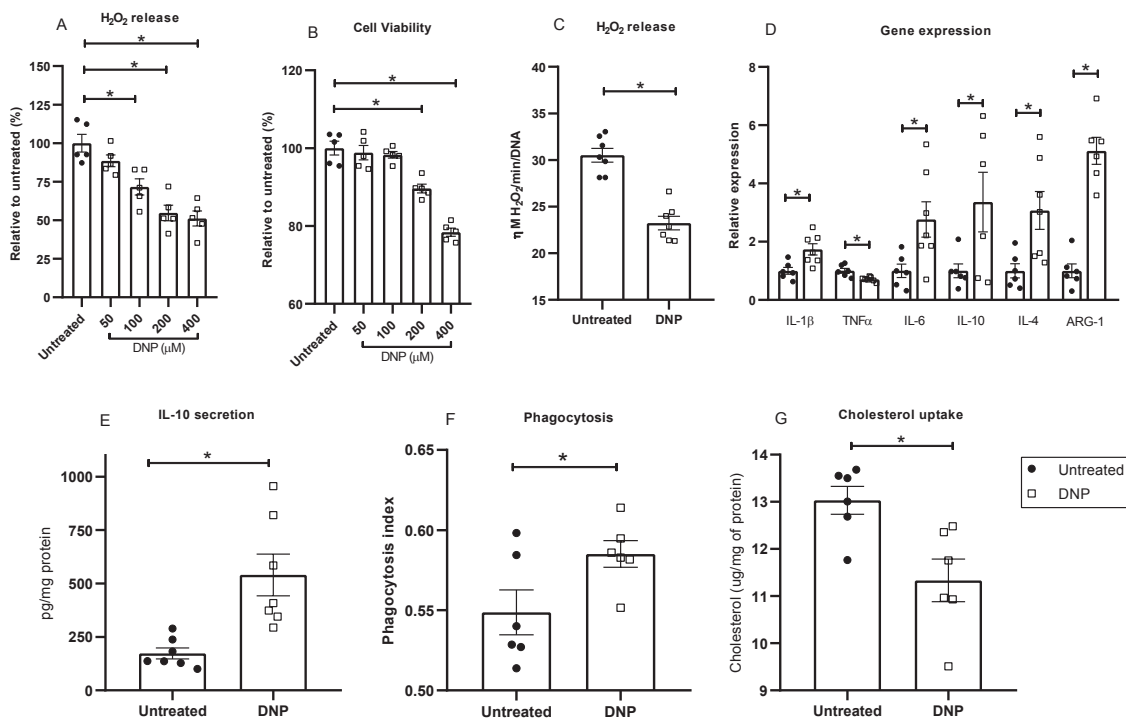 A
H2O2 release
*
*
*
Relative to untreated (%)
150
125
100
75
50
25
0
Untreated
50
100
200
400
DNP (μM)
B
Cell Viability
*
*
Relative to untreated (%)
120
100
80
60
Untreated
50
100
200
400
DNP (μM)
C
H2O2 release
*
ηM H2O2/min/DNA
40
35
30
25
20
15
Untreated
DNP
D
Gene expression
*
*
*
*
*
*
Relative expression
8
6
4
2
0
IL-1β
TNFα
IL-6
IL-10
IL-4
ARG-1
E
IL-10 secretion
*
pg/mg protein
1000
750
500
250
0
Untreated
DNP
F
Phagocytosis
*
Phagocytosis index
0.65
0.60
0.55
0.50
Untreated
DNP
G
Cholesterol uptake
*
Cholesterol (ug/mg of protein)
14
13
12
11
10
9
Untreated
DNP
Untreated
DNP